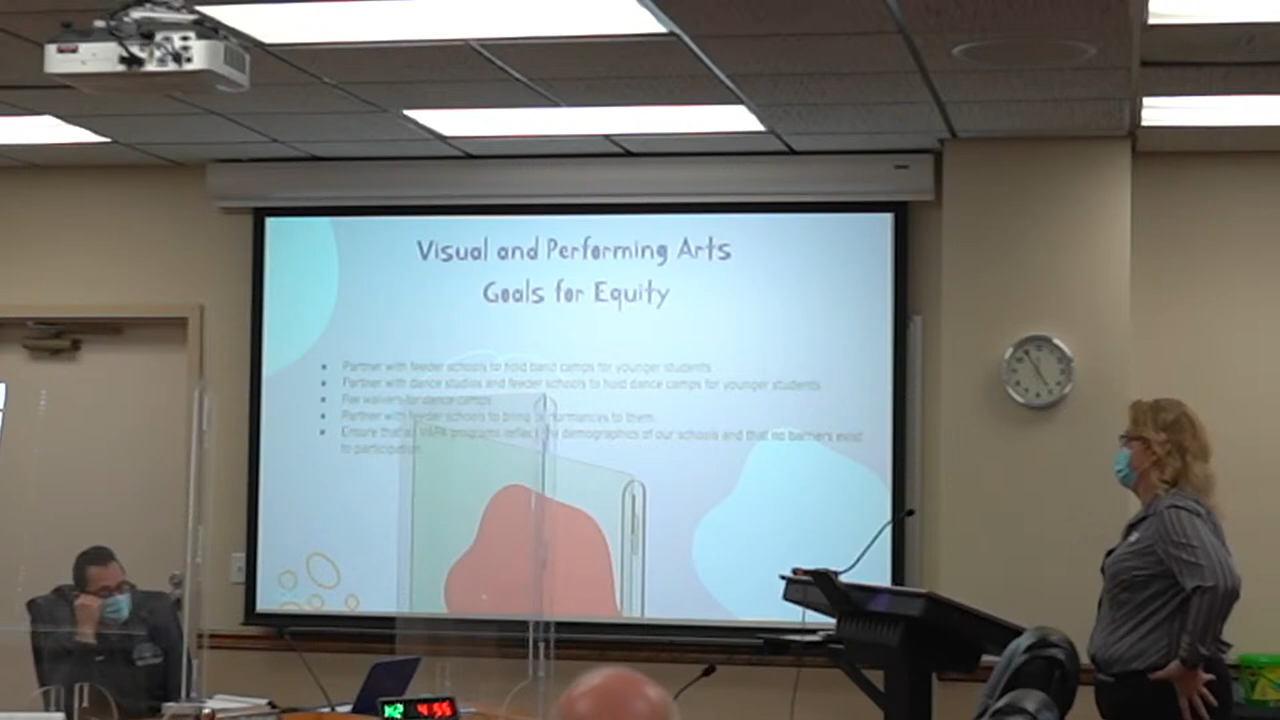 Visual and Performing Arts
Goals for Equity
Partner with feeder schools to hold band camps for younger students
Partner with dance studios and feeder schools to hold dance camps for younger students
Fee waivers for dance camps
Partner with feeder schools to bring performances to them
Ensure that all VAPA programs reflect the demographics of our schools and that no barriers exist
to participation
4:55